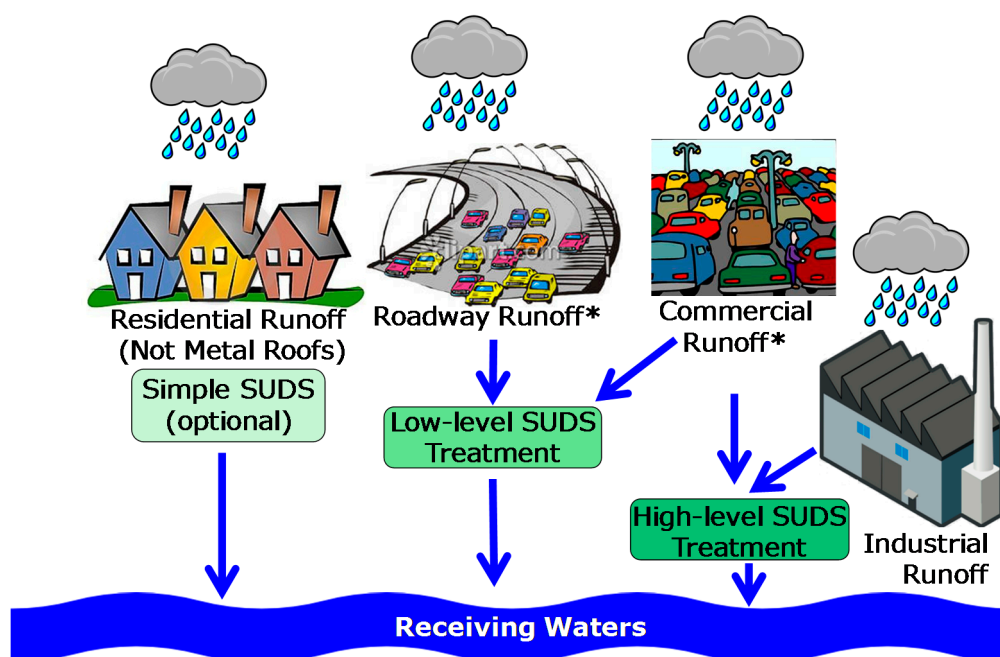 Residential Runoff
(Not Metal Roofs)
Simple SUDS
(optional)
Roadway Runoff*
Commercial
Runoff*
Low-level SUDS
Treatment
High-level SUDS
Treatment
Industrial
Runoff
Receiving Waters